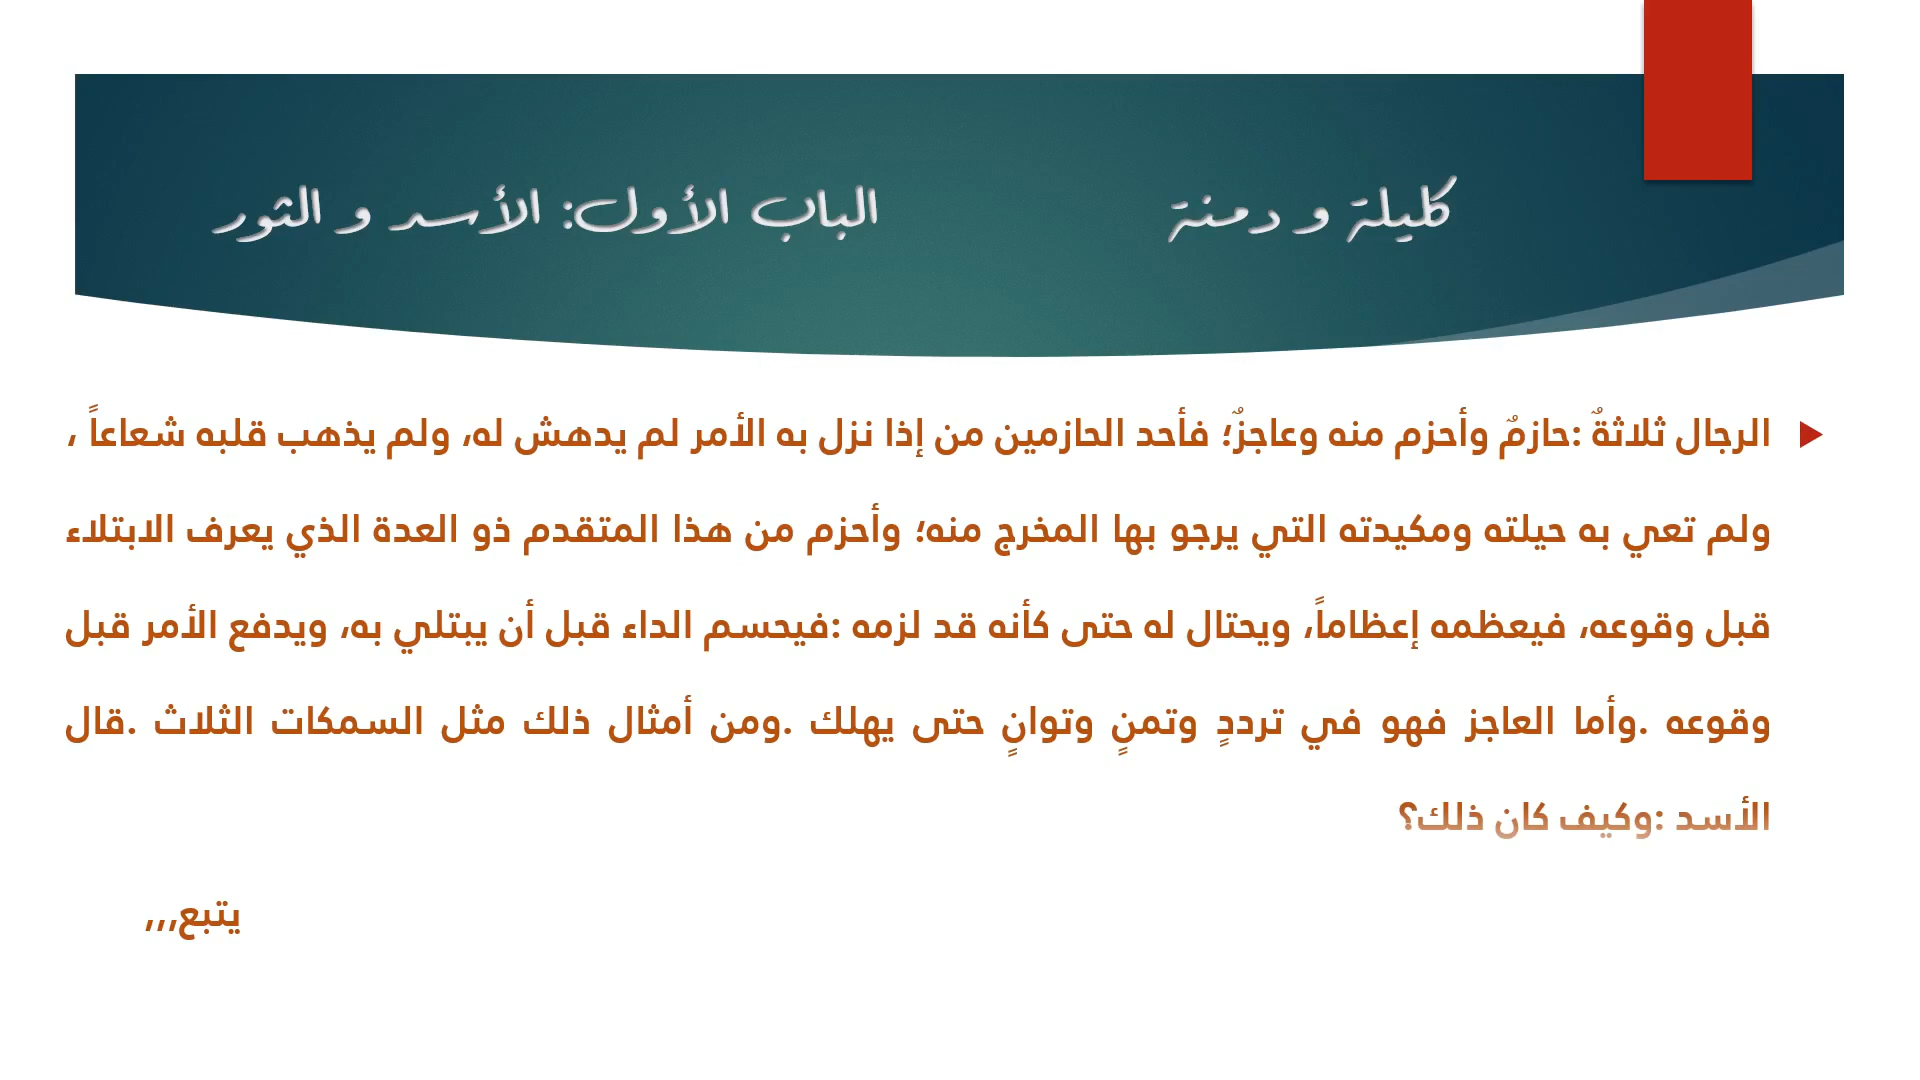 كليلة و دمنة الباب الأول: الأسد و الثور
الرجال ثلاثةٌ :حازمٌ وأحزم منه وعاجزٌ؛ فأحد الحازمين من إذا نزل به الأمر لم يدهش له، ولم يذهب قلبه شعاعاً ،
ولم تعي به حيلته ومكيدته التي يرجو بها المخرج منه؛ وأحزم من هذا المتقدم ذو العدة الذي يعرف الابتلاء
قبل وقوعه، فيعظمه إعظاماً، ويحتال له حتى كأنه قد لزمه :فيحسم الداء قبل أن يبتلي به، ويدفع الأمر قبل
وقوعه .وأما العاجز فهو في ترددٍ وتمنٍ وتوانٍ حتى يهلك .ومن أمثال ذلك مثل السمكات الثلاث .قال
الأسد :وكيف كان ذلك؟
يتبع,,,